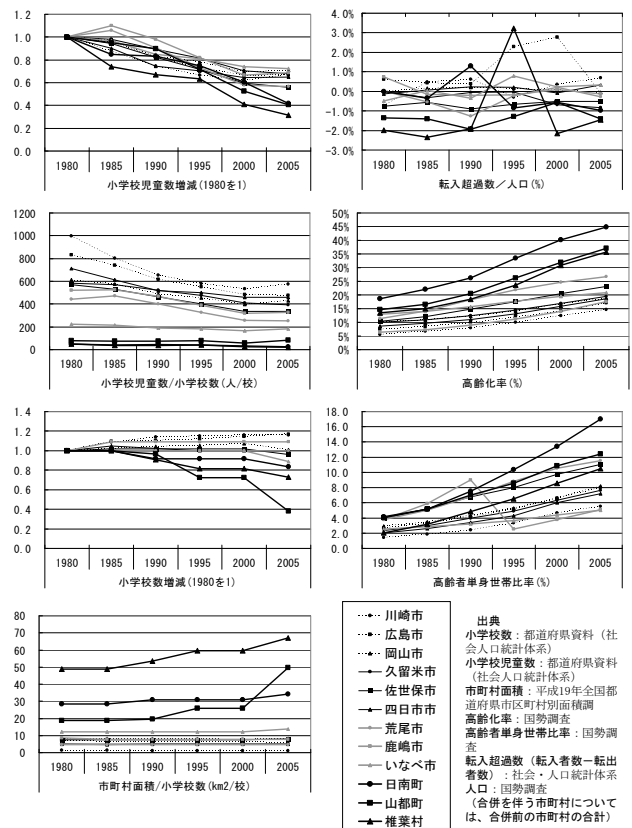 1.2
1.0
0.8
0.6
0.4
0.2
0.0
1980 1985 1990 1995 2000 2005
小学校児童数増減(1980を1)
4.0%
3.0%
2.0%
1.0%
0.0%
-1.0%
-2.0%
-3.0%
1980 1985 1990 1995 2000 2005
転入超過数／人口(%)
1200
1000
800
600
400
200
0
1980 1985 1990 1995 2000 2005
小学校児童数/小学校数(人/校)
50%
45%
40%
35%
30%
25%
20%
15%
10%
5%
0%
1980 1985 1990 1995 2000 2005
高齢化率(%)
1.4
1.2
1.0
0.8
0.6
0.4
0.2
0.0
1980 1985 1990 1995 2000 2005
小学校数増減(1980を1)
18.0
16.0
14.0
12.0
10.0
8.0
6.0
4.0
2.0
0.0
1980 1985 1990 1995 2000 2005
高齢者単身世帯比率(%)
80
70
60
50
40
30
20
10
0
1980 1985 1990 1995 2000 2005
市町村面積/小学校数(km2/校)
川崎市
広島市
岡山市
久留米市
佐世保市
四日市市
荒尾市
鹿嶋市
いなべ市
日南町
山都町
椎葉村
出典
小学校数：都道府県資料（社
会人口統計体系）
小学校児童数：都道府県資料
（社会人口統計体系）
市町村面積：平成19年全国都
道府県市区町村別面積調
高齢化率：国勢調査
高齢者単身世帯比率：国勢調
査
転入超過数（転入者数－転出
者数）：社会・人口統計体系
人口：国勢調査
（合併を伴う市町村について
は、合併前の市町村の合計）